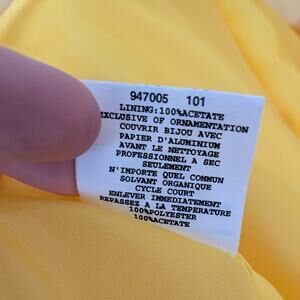 947005 101
LINING:100%ACETATE
EXCLUSIVE OF ORNAMENTATION
COUVRIR BIJOU AVEC
PAPIER D'ALUMINIUM
AVANT LE NETTOYAGE
PROFESSIONNEL A SEC
SEULEMENT
N'IMPORTE QUEL COMMUN
SOLVANT ORGANIQUE
CYCLE COURT
ENLEVER IMMEDIATEMENT
REPASSEZ A LA TEMPERATURE
100%POLYESTER
100%ACETATE